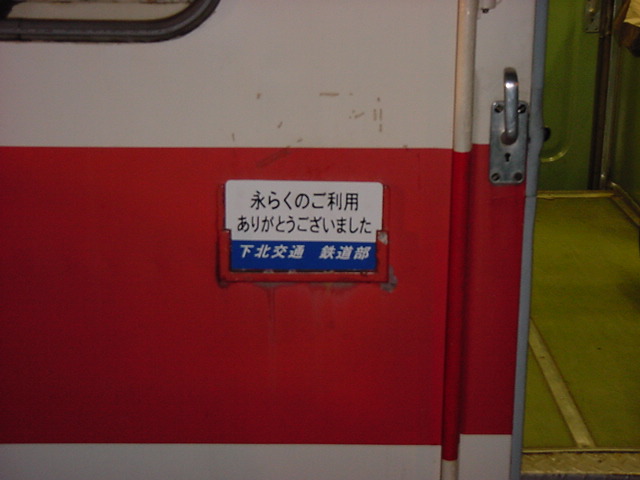 永らくのご利用
ありがとうございました
下北交通　鉄道部